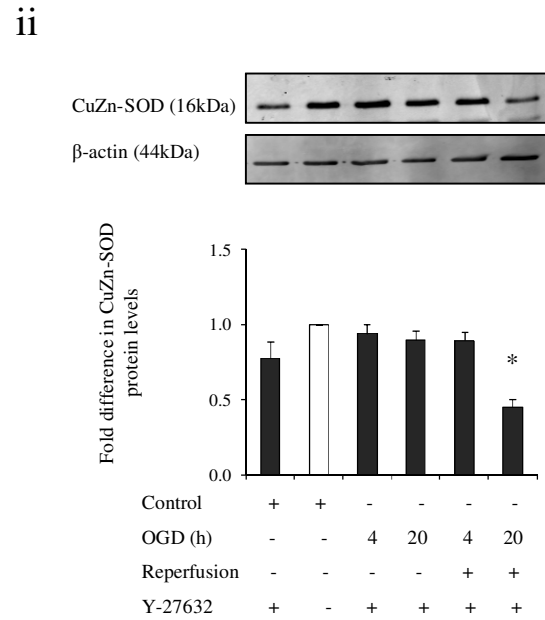 ii
CuZn-SOD (16kDa)
β-actin (44kDa)
Fold difference in CuZn-SOD
protein levels
1.5
1.0
0.5
0.0
*
Control + + - - - -
OGD (h) - - 4 20 4 20
Reperfusion - - - - + +
Y-27632 + - + + + +